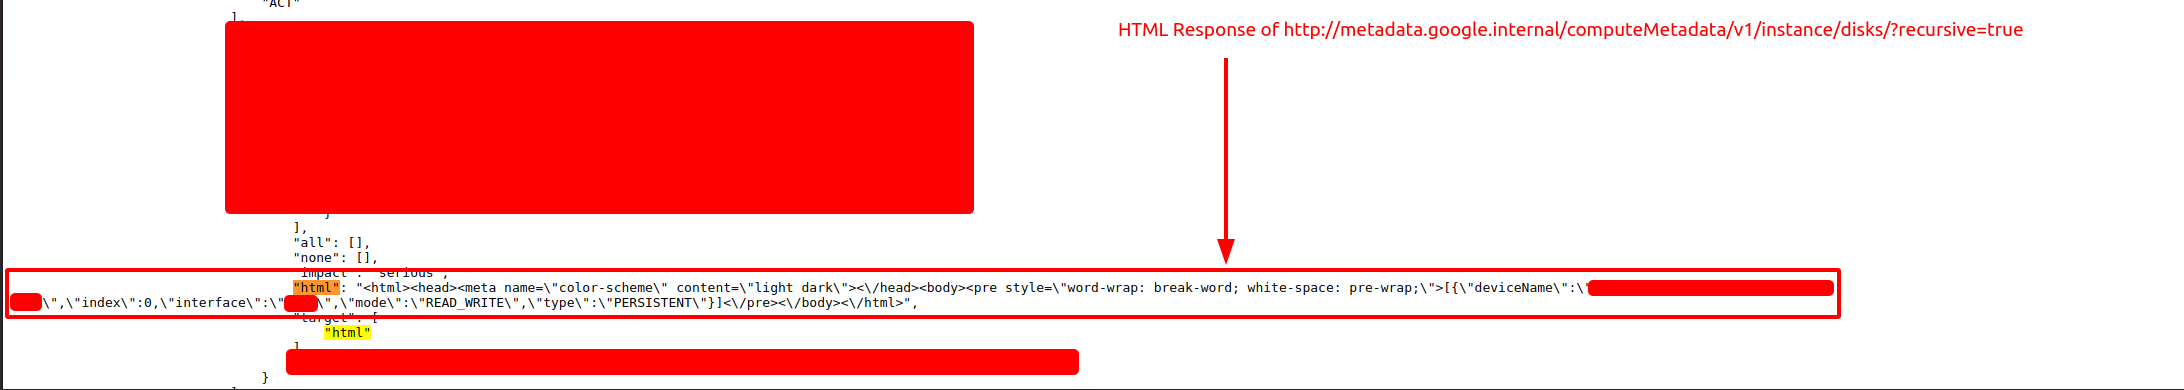 "ACT"
],
HTML Response of http://metadata.google.internal/computeMetadata/v1/instance/disks/?recursive=true
}
],
"all": [],
"none": [],
"impact": "serious",
"html": "<html><head><meta name=\"color-scheme\" content=\"light dark\"><\/head><body><pre style=\"word-wrap: break-word; white-space: pre-wrap;\">[{\"deviceName\":\"
\",\"index\":0,\"interface\":\"\",\"mode\":\"READ_WRITE\",\"type\":\"PERSISTENT\"}]<\/pre><\/body><\/html>",
"target": [
"html"
]
}